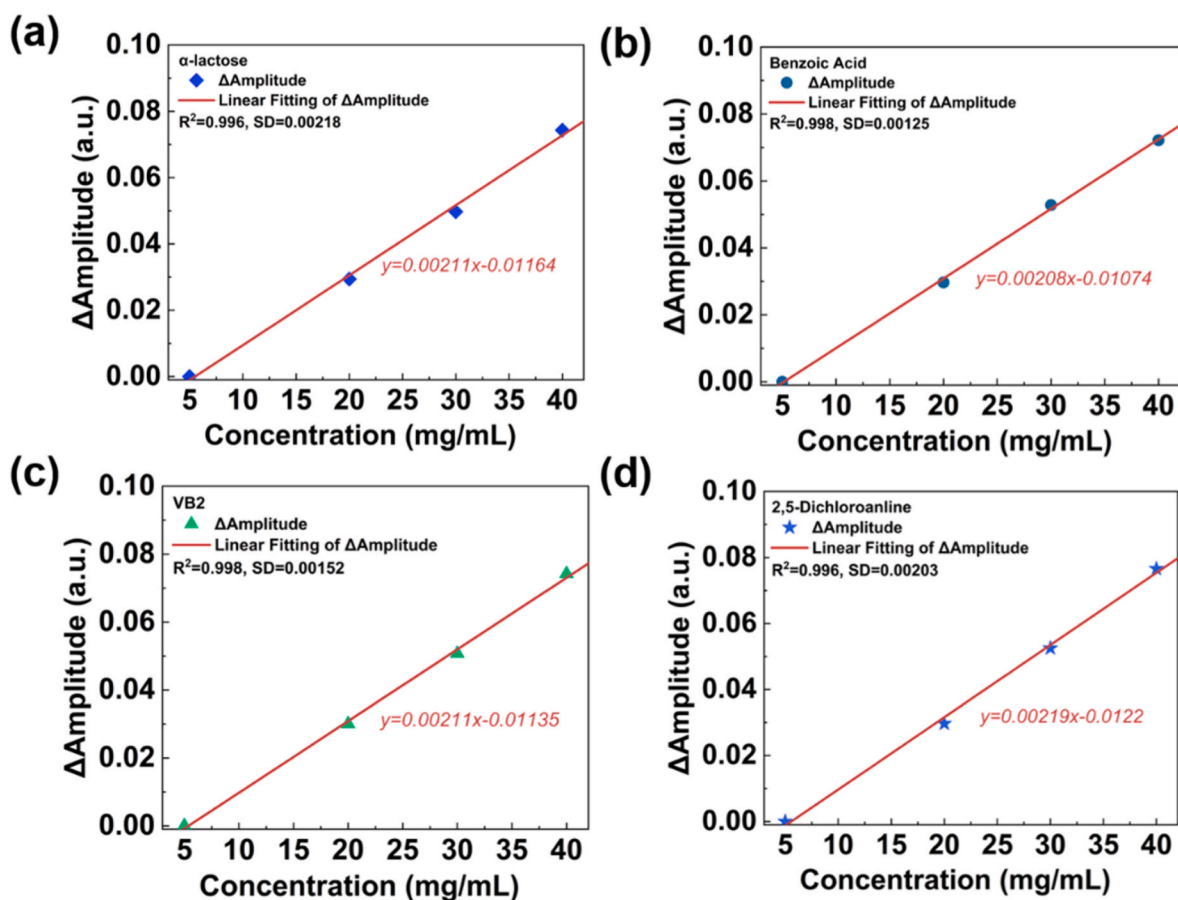 (a)
α-lactose
ΔAmplitude
Linear Fitting of ΔAmplitude
R²=0.996, SD=0.00218
y=0.00211x-0.01164
ΔAmplitude (a.u.)
0.10
0.08
0.06
0.04
0.02
0.00
5 10 15 20 25 30 35 40
Concentration (mg/mL)
(b)
Benzoic Acid
ΔAmplitude
Linear Fitting of ΔAmplitude
R²=0.998, SD=0.00125
y=0.00208x-0.01074
ΔAmplitude (a.u.)
0.10
0.08
0.06
0.04
0.02
0.00
5 10 15 20 25 30 35 40
Concentration (mg/mL)
(c)
VB2
ΔAmplitude
Linear Fitting of ΔAmplitude
R²=0.998, SD=0.00152
y=0.00211x-0.01135
ΔAmplitude (a.u.)
0.10
0.08
0.06
0.04
0.02
0.00
5 10 15 20 25 30 35 40
Concentration (mg/mL)
(d)
2,5-Dichloroanline
ΔAmplitude
Linear Fitting of ΔAmplitude
R²=0.996, SD=0.00203
y=0.00219x-0.0122
ΔAmplitude (a.u.)
0.10
0.08
0.06
0.04
0.02
0.00
5 10 15 20 25 30 35 40
Concentration (mg/mL)